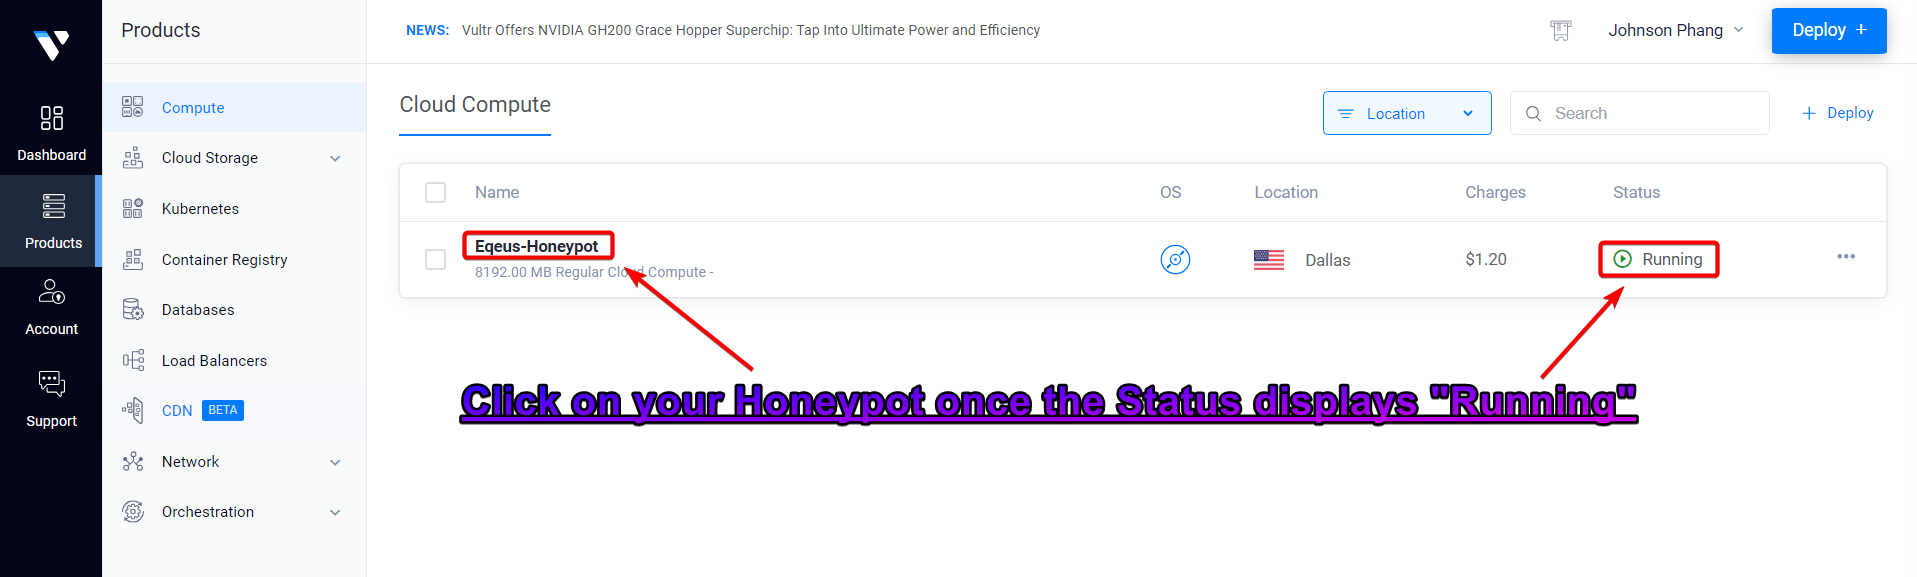 Products
NEWS: Vultr Offers NVIDIA GH200 Grace Hopper Superchip: Tap Into Ultimate Power and Efficiency
Johnson Phang
Deploy +
Dashboard
Products
Account
Support
Compute
Cloud Storage
Kubernetes
Container Registry
Databases
Load Balancers
CDN BETA
Network
Orchestration
Cloud Compute
Location
Search
+ Deploy
Name OS Location Charges Status
Eqeus-Honeypot
8192.00 MB Regular Cloud Compute -
Dallas $1.20 Running
Click on your Honeypot once the Status displays "Running"